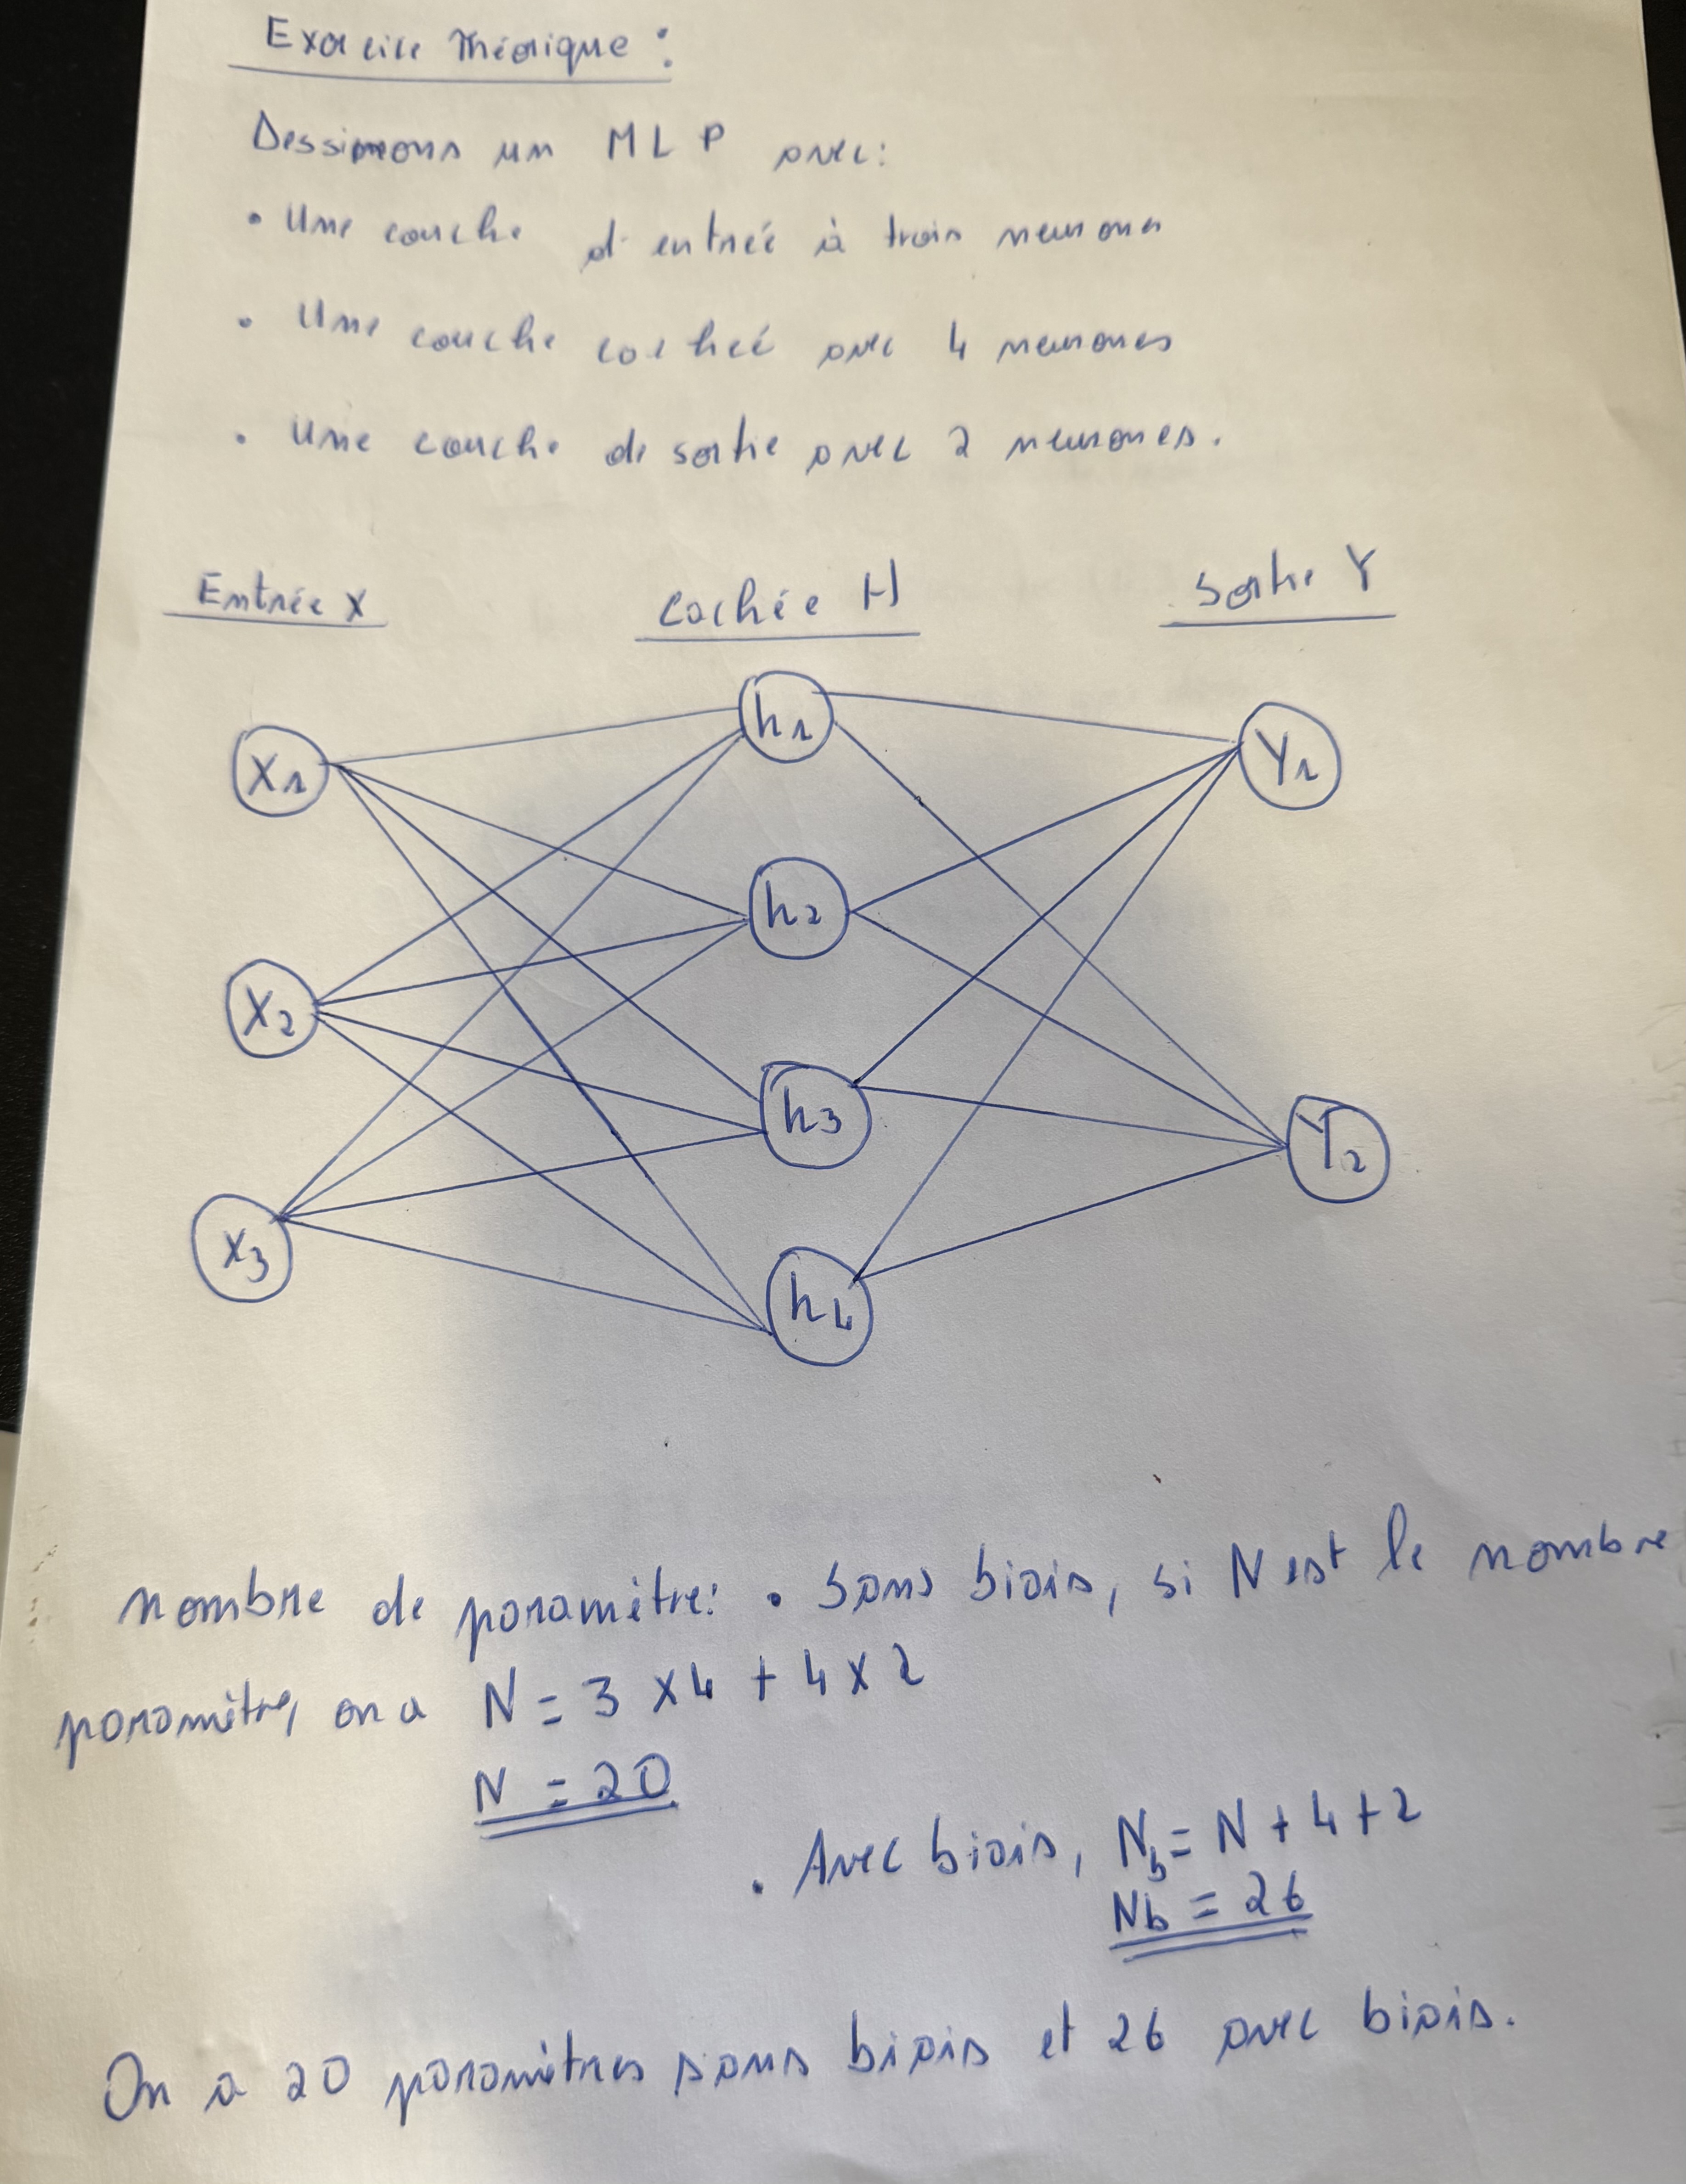 Exercice Théorique :
Dessinons un MLP avec:
• Une couche d'entrée à trois neurones
• Une couche cachée avec 4 neurones
• Une couche de sortie avec 2 neurones.
Entrée X Cachée H Sortie Y
X1 h1 Y1
h2
X2
h3 Y2
X3
h4
nombre de paramètre: • Sans biais, si N est le nombre
paramètre, on a N = 3 x 4 + 4 x 2
N = 20
• Avec biais, Nb = N + 4 + 2
Nb = 26
On a 20 paramètres sans biais et 26 avec biais.